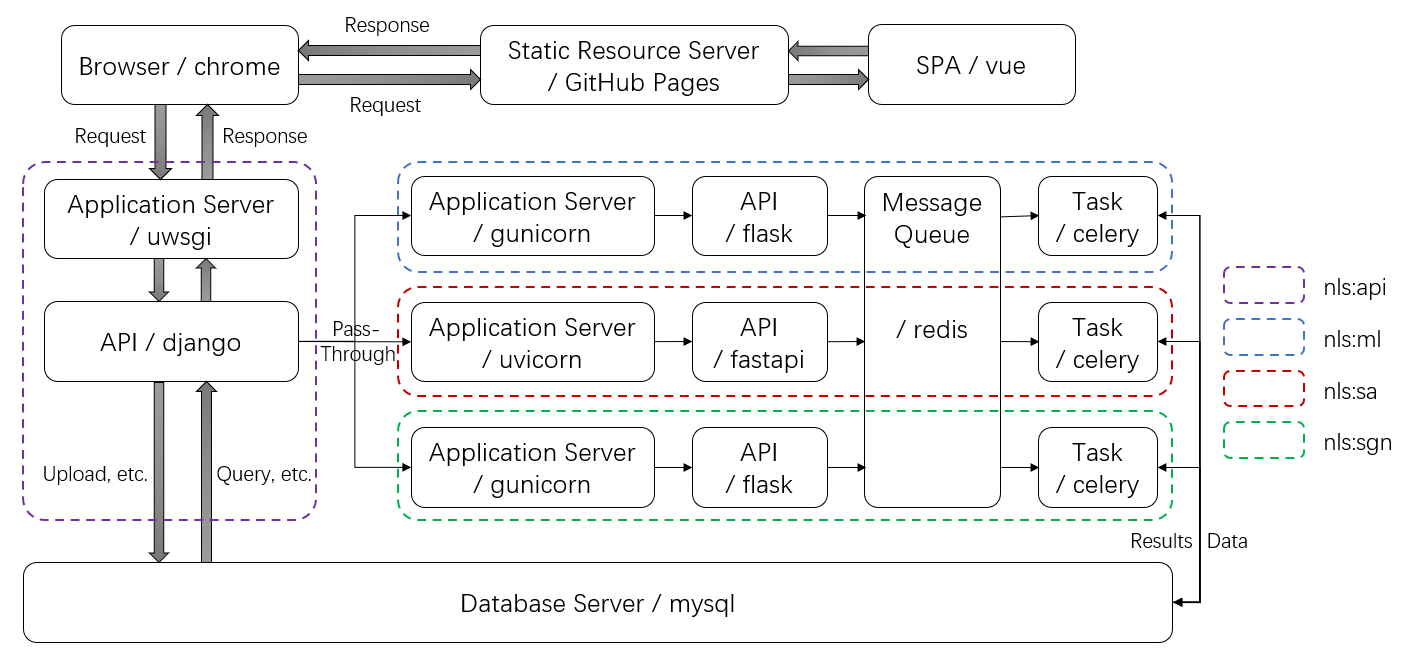 Response
Browser / chrome
Static Resource Server
/ GitHub Pages
SPA / vue
Request
Request
Response
Application Server
/ uwsgi
Application Server
/ gunicorn
API
/ flask
Message
Queue
/ redis
Task
/ celery
API / django
Pass-
Through
Application Server
/ uvicorn
API
/ fastapi
Task
/ celery
Upload, etc.
Query, etc.
Application Server
/ gunicorn
API
/ flask
Task
/ celery
nls:api
nls:ml
nls:sa
nls:sgn
Results
Data
Database Server / mysql